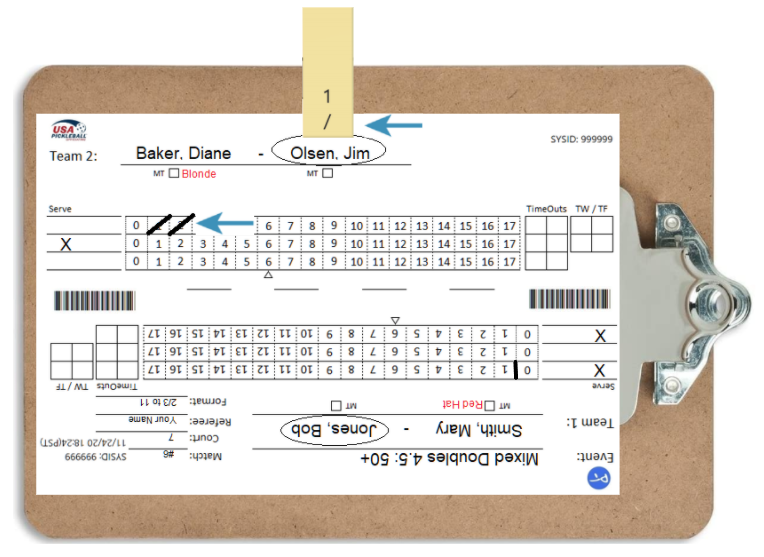 1
/
USA
PICKLEBALL
SYSID: 999999
Team 2: Baker, Diane - Olsen, Jim
MT Blonde MT
Serve TimeOuts TW / TF
0 1 2 6 7 8 9 10 11 12 13 14 15 16 17
X 0 1 2 3 4 5 6 7 8 9 10 11 12 13 14 15 16 17
0 1 2 3 4 5 6 7 8 9 10 11 12 13 14 15 16 17
Event: Mixed Doubles 4.5: 50+ Match: #6 SYSID: 999999
Court: 7 11/24/20 18:24(PST)
Team 1: Smith, Mary - Jones, Bob Referee: Your Name
MT Red Hat MT Format: 2/3 to 11
Serve TimeOuts TW / TF
X 0 1 2 3 4 5 6 7 8 9 10 11 12 13 14 15 16 17
0 1 2 3 4 5 6 7 8 9 10 11 12 13 14 15 16 17
X 0 1 2 3 4 5 6 7 8 9 10 11 12 13 14 15 16 17